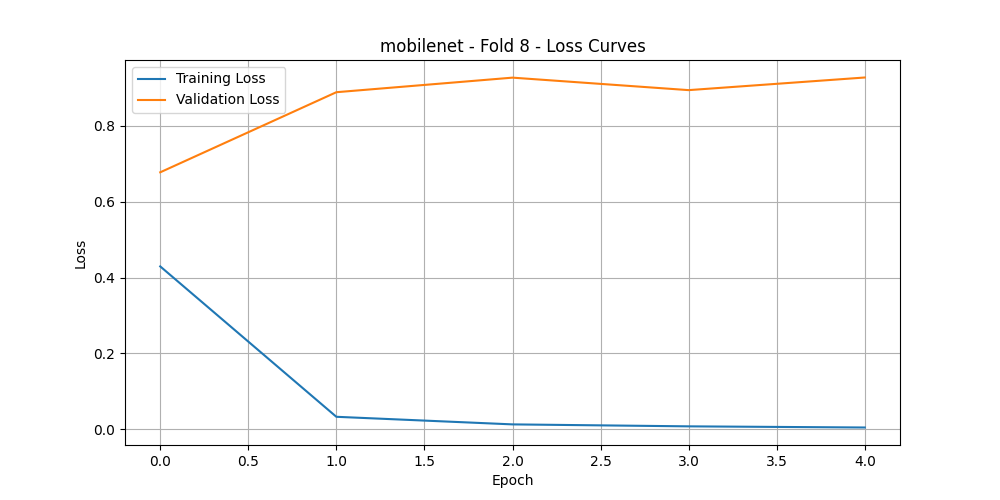 mobilenet - Fold 8 - Loss Curves
Training Loss
Validation Loss
0.8
0.6
0.4
0.2
0.0
Loss
0.0 0.5 1.0 1.5 2.0 2.5 3.0 3.5 4.0
Epoch